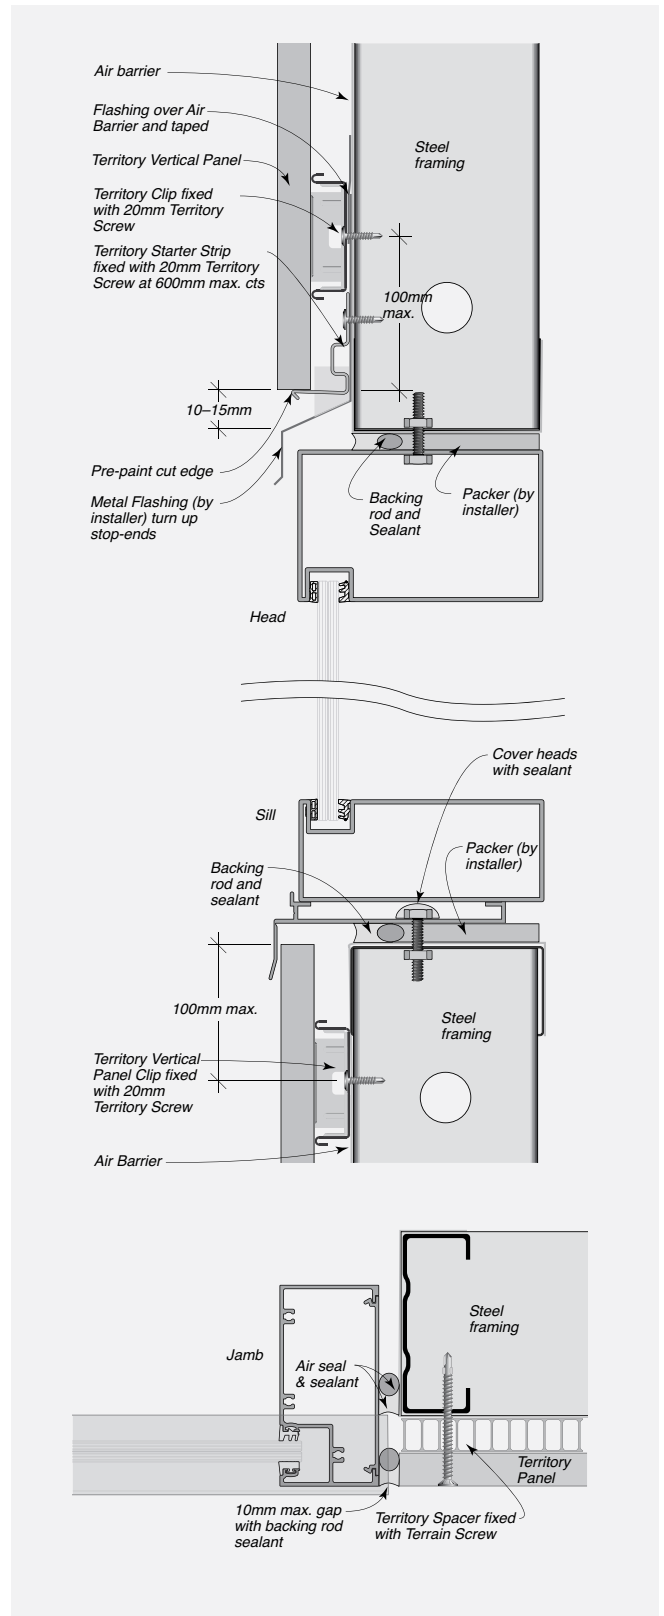 Air barrier
Flashing over Air
Barrier and taped
Territory Vertical Panel
Territory Clip fixed
with 20mm Territory
Screw
Territory Starter Strip
fixed with 20mm Territory
Screw at 600mm max. cts
Steel
framing
100mm
max.
10–15mm
Pre-paint cut edge
Metal Flashing (by
installer) turn up
stop-ends
Backing
rod and
Sealant
Packer (by
installer)
Head
Cover heads
with sealant
Sill
Packer (by
installer)
Backing
rod and
sealant
100mm max.
Steel
framing
Territory Vertical
Panel Clip fixed
with 20mm
Territory Screw
Air Barrier
Steel
framing
Jamb
Air seal
& sealant
Territory
Panel
10mm max. gap
with backing rod
sealant
Territory Spacer fixed
with Terrain Screw